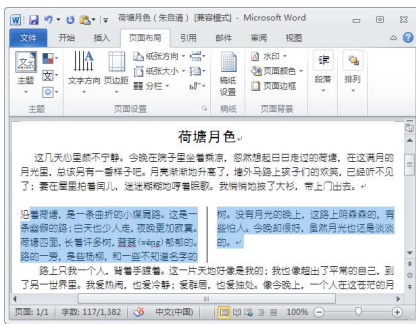 荷塘月色（朱自清）[兼容模式] - Microsoft Word
文件 开始 插入 页面布局 引用 邮件 审阅 视图
主题 文字方向 页边距 纸张方向 纸张大小 分栏 稿纸设置 水印 页面颜色 页面边框 段落 排列
主题 页面设置 稿纸 页面背景
荷塘月色
这几天心里颇不宁静。今晚在院子里坐着乘凉，忽然想起日日走过的荷塘，在这满月的
月光里，总该另有一番样子吧。月亮渐渐地升高了，墙外马路上孩子们的欢笑，已经听不见
了；妻在屋里拍着闰儿，迷迷糊糊地哼着眠歌。我悄悄地披了大衫，带上门出去。
沿着荷塘，是一条曲折的小煤屑路。这是一
条幽僻的路；白天也少人走，夜晚更加寂寞。
荷塘四面，长着许多树，蓊蓊(wěng)郁郁的。
路的一旁，是些杨柳，和一些不知道名字的
树。没有月光的晚上，这路上阴森森的，有
些怕人。今晚却很好，虽然月光也还是淡淡
的。
路上只我一个人，背着手踱着。这一片天地好像是我的；我也像超出了平常的自己，到
了另一世界里。我爱热闹，也爱冷静；爱群居，也爱独处。像今晚上，一个人在这苍茫的月
页面: 1/1 字数: 117/1,382 中文(中国) 100%